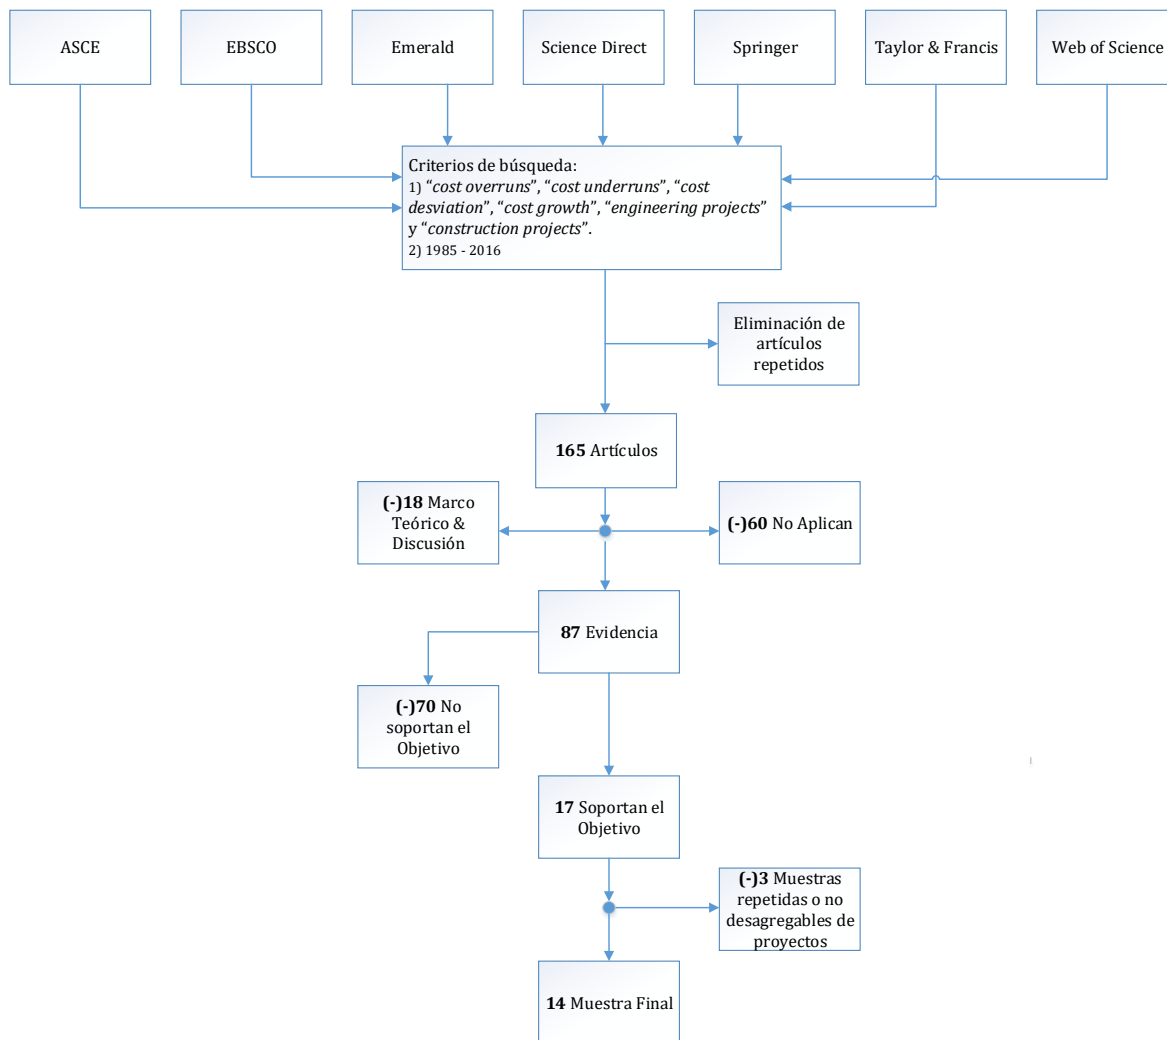 ASCE
EBSCO
Emerald
Science Direct
Springer
Taylor & Francis
Web of Science
Criterios de búsqueda:
1) “cost overruns”, “cost underruns”, “cost
desviation”, “cost growth”, “engineering projects”
y “construction projects”.
2) 1985 - 2016
Eliminación de
artículos
repetidos
165 Artículos
(-)18 Marco
Teórico &
Discusión
(-)60 No Aplican
87 Evidencia
(-)70 No
soportan el
Objetivo
17 Soportan el
Objetivo
(-)3 Muestras
repetidas o no
desagregables de
proyectos
14 Muestra Final